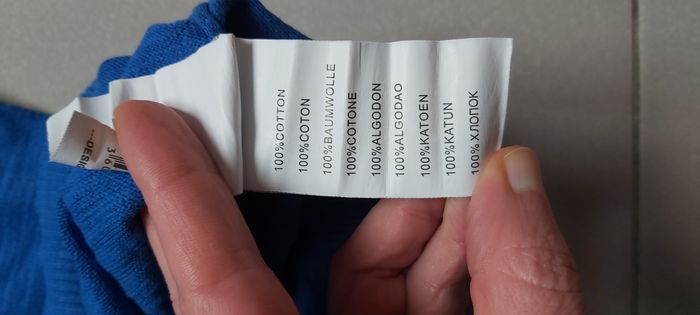 100%COTTON
100%COTON
100%BAUMWOLLE
100%COTONE
100%ALGODON
100%ALGODAO
100%KATOEN
100%KATUN
100% ХЛОПОК